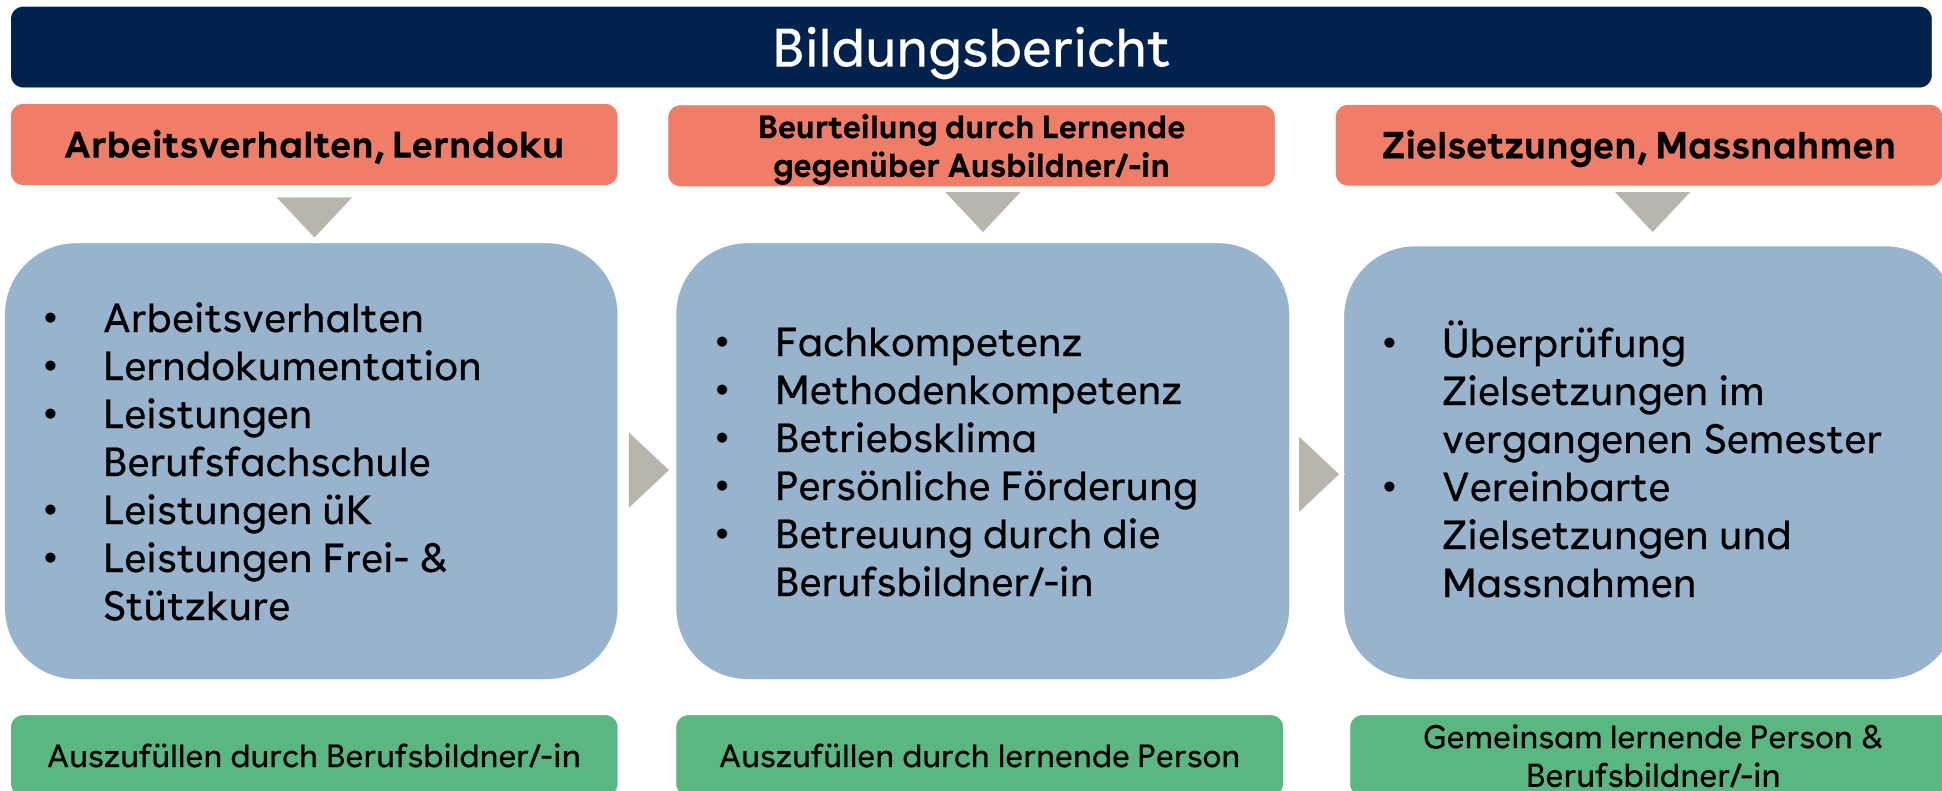 Bildungsbericht
Arbeitsverhalten, Lerndoku
Beurteilung durch Lernende
gegenüber Ausbildner/-in
Zielsetzungen, Massnahmen
• Arbeitsverhalten
• Lerndokumentation
• Leistungen
Berufsfachschule
• Leistungen üK
• Leistungen Frei- &
Stützkure
• Fachkompetenz
• Methodenkompetenz
• Betriebsklima
• Persönliche Förderung
• Betreuung durch die
Berufsbildner/-in
• Überprüfung
Zielsetzungen im
vergangenen Semester
• Vereinbarte
Zielsetzungen und
Massnahmen
Auszufüllen durch Berufsbildner/-in
Auszufüllen durch lernende Person
Gemeinsam lernende Person &
Berufsbildner/-in